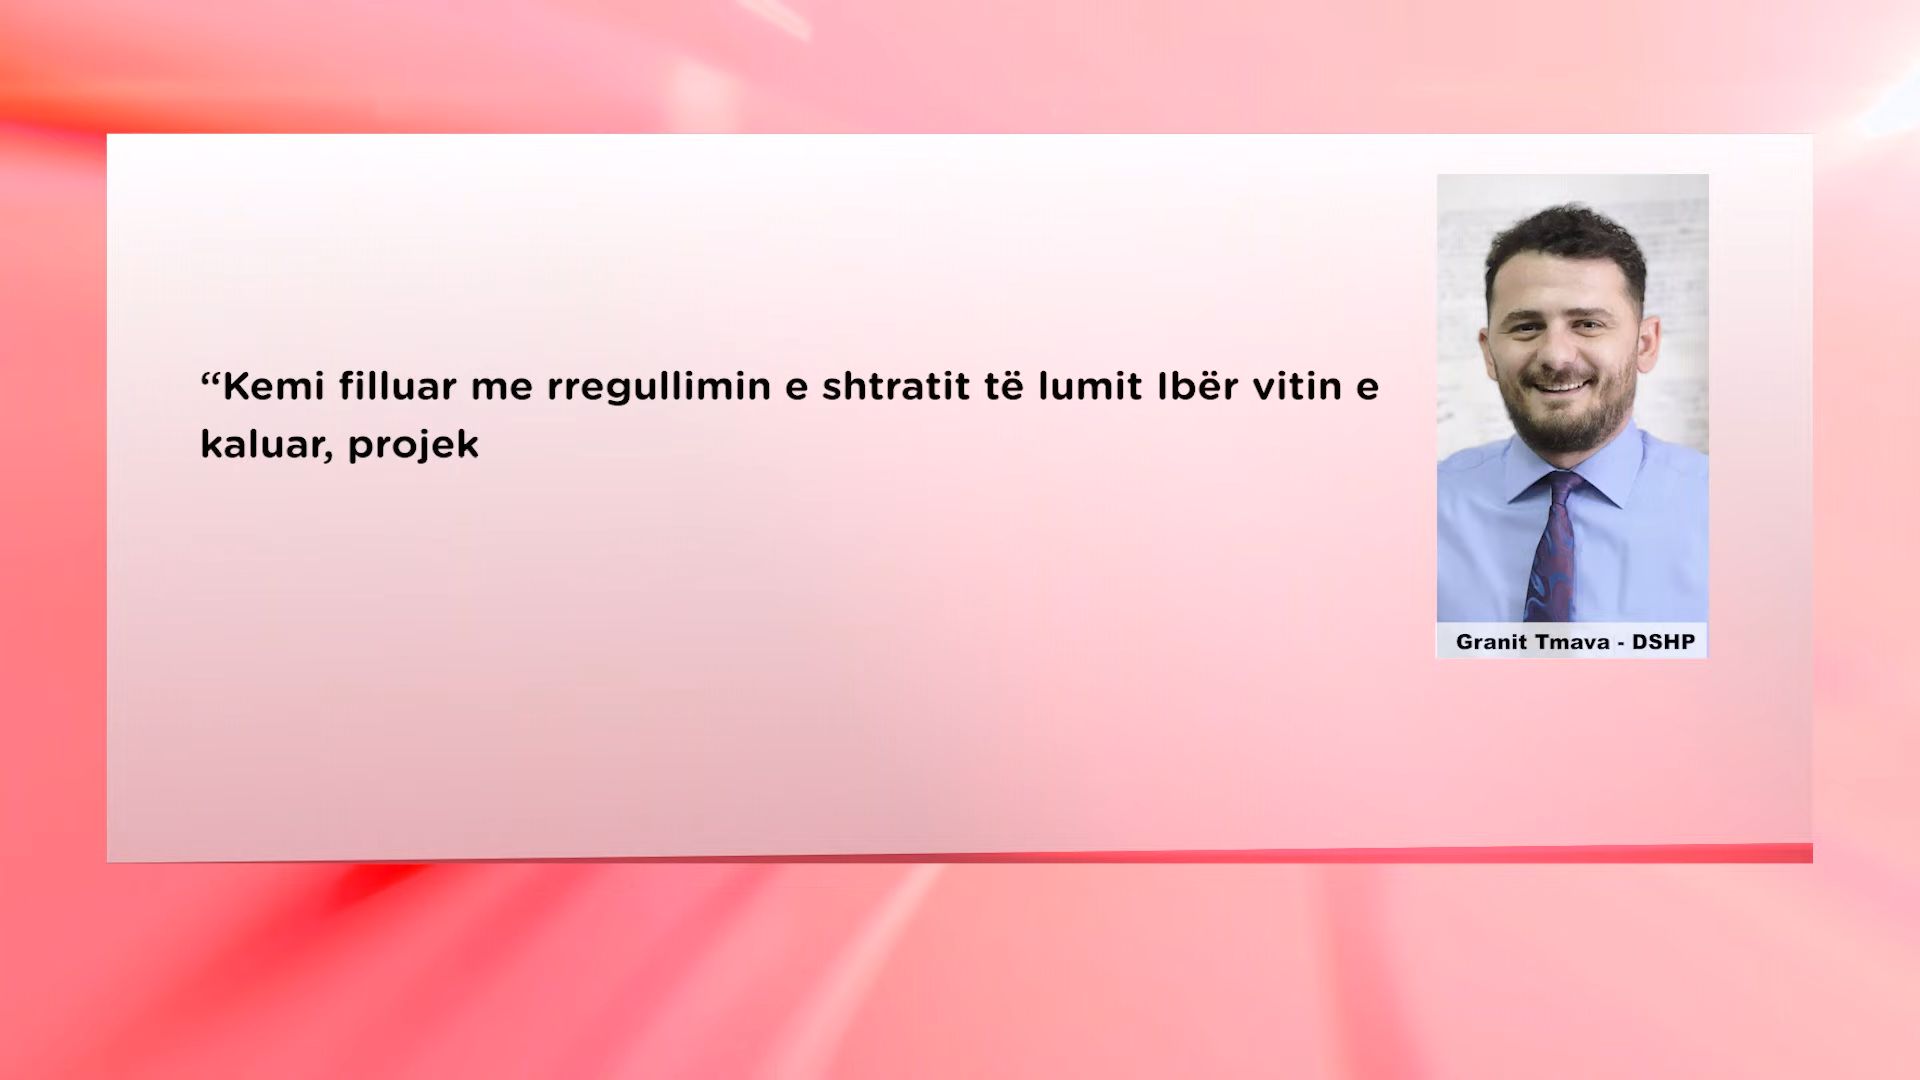 “Kemi filluar me rregullimin e shtratit të lumit Ibër vitin e
kaluar, projek
Granit Tmava - DSHP